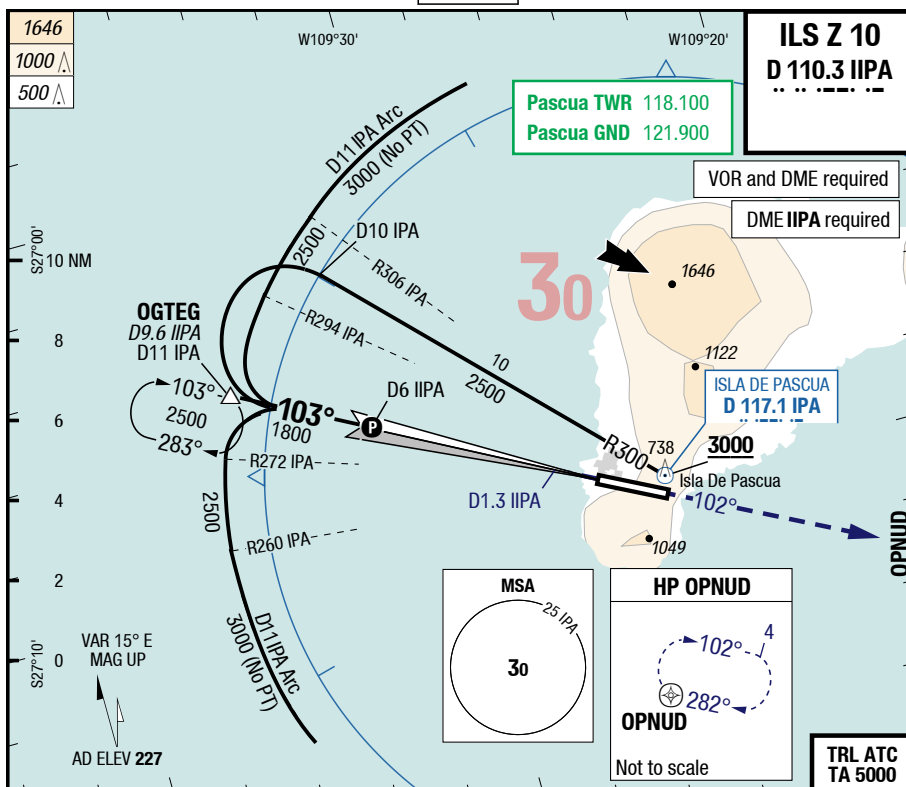 1646
1000
500
W109°30'
W109°20'
ILS Z 10
D 110.3 IIPA
Pascua TWR 118.100
Pascua GND 121.900
VOR and DME required
DME IIPA required
D11 IPA Arc
3000 (No PT)
S27°00'
10 NM
2500
D10 IPA
R306 IPA
30
1646
OGTEG
D9.6 IIPA
D11 IPA
R294 IPA
8
10
2500
1122
ISLA DE PASCUA
D 117.1 IPA
103°
2500
283°
6
103°
1800
D6 IIPA
P
R300
738
3000
Isla De Pascua
R272 IPA
4
D1.3 IIPA
102°
OPNUD
2500
R260 IPA
1049
2
MSA
25 IPA
30
HP OPNUD
102°
4
282°
OPNUD
Not to scale
D11 IPA Arc
3000 (No PT)
VAR 15° E
MAG UP
S27°10'
0
AD ELEV 227
TRL ATC
TA 5000